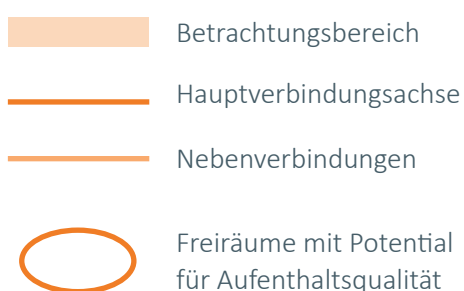 Betrachtungsbereich
Hauptverbindungsachse
Nebenverbindungen
Freiräume mit Potential
für Aufenthaltsqualität